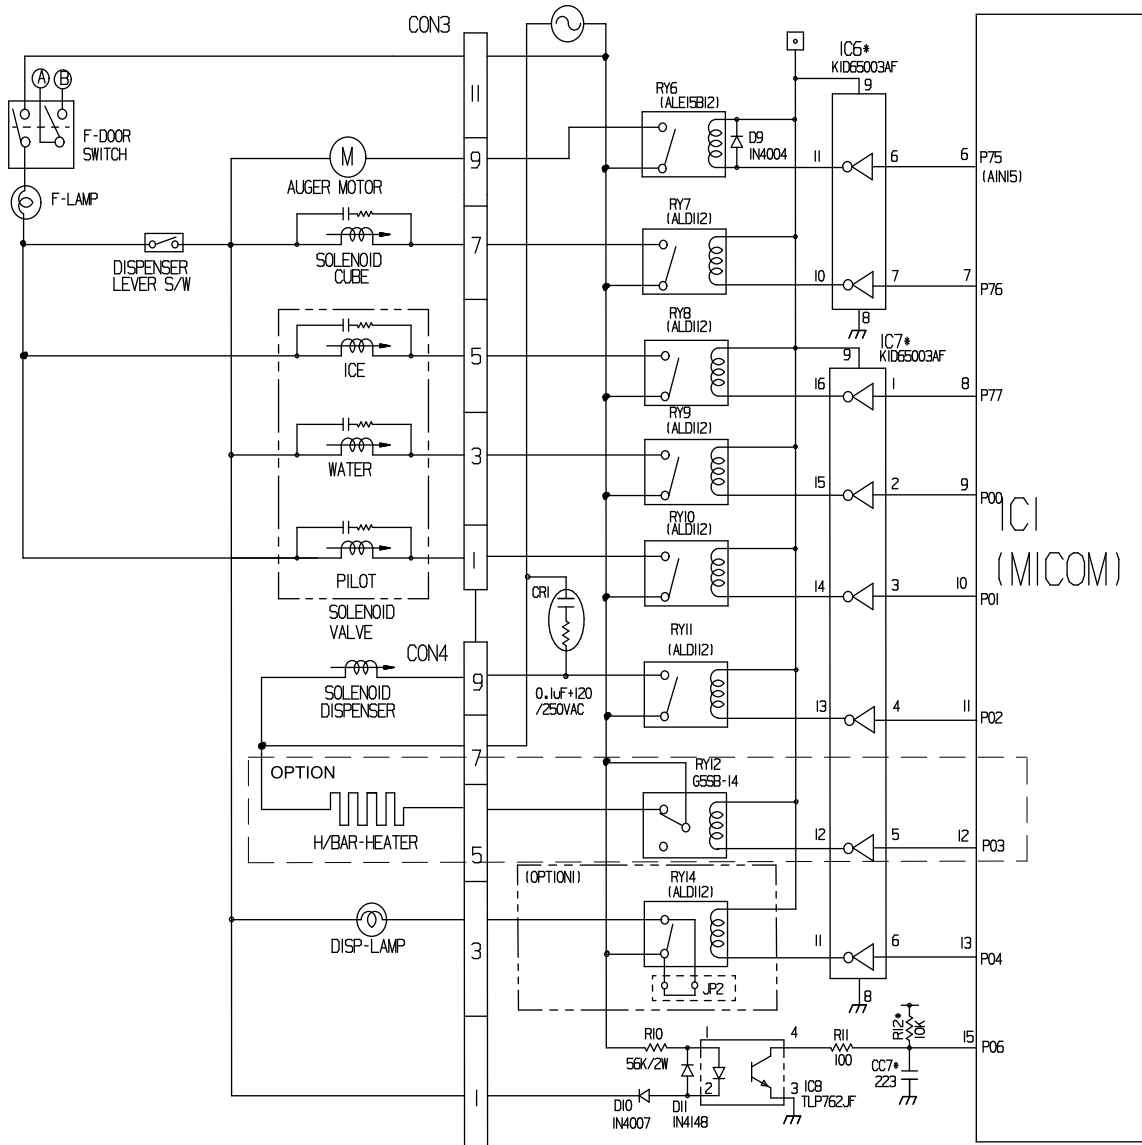 CON3
IC6*
KID65003AF
9
A B
RY6
(ALE15B12)
11
F-DOOR
SWITCH
M
9
D9
IN4004
11
6
6
P75
(AIN15)
AUGER MOTOR
F-LAMP
RY7
(ALD112)
7
DISPENSER
LEVER S/W
SOLENOID
CUBE
10
7
7
P76
RY8
(ALD112)
8
IC7*
KID65003AF
9
5
ICE
16
1
8
P77
RY9
(ALD112)
3
WATER
15
2
9
P00
IC1
(MICOM)
RY10
(ALD112)
1
PILOT
14
3
10
P01
CR1
SOLENOID
VALVE
CON4
RY11
(ALD112)
9
SOLENOID
DISPENSER
0.1uF+120
/250VAC
13
4
11
P02
7
OPTION
RY12
G5SB-14
H/BAR-HEATER
5
12
5
12
P03
(OPTION1)
RY14
(ALD112)
DISP-LAMP
3
11
6
13
P04
JP2
8
R12*
10K
R10
56K/2W
1
4
R11
100
15
P06
CC7*
223
2
3
IC8
TLP762JF
1
D10
IN4007
D11
IN4148